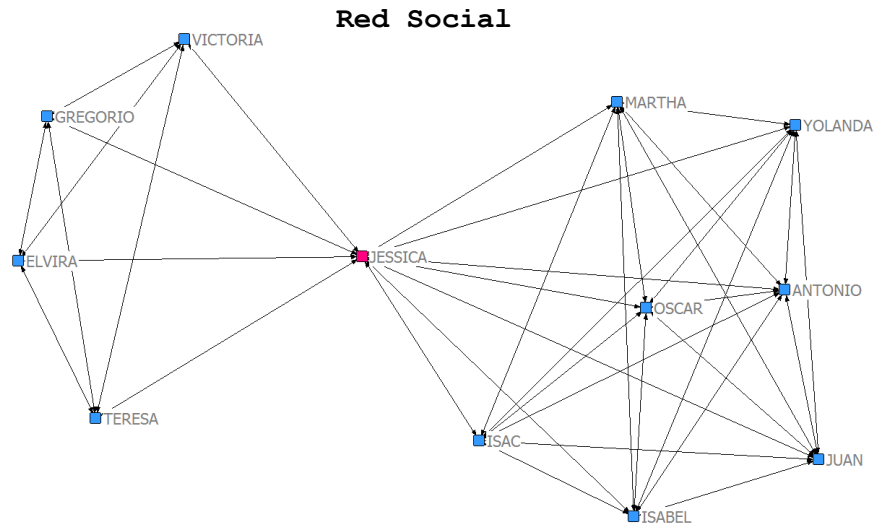 Red Social
VICTORIA
MARTHA
GREGORIO
YOLANDA
JESSICA
ELVIRA
ANTONIO
OSCAR
TERESA
ISAC
JUAN
ISABEL